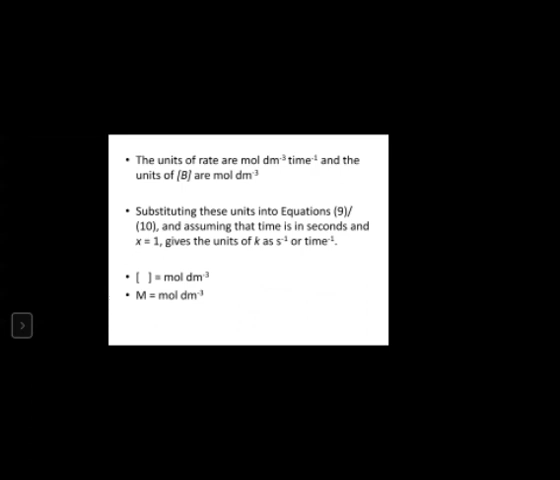 • The units of rate are mol dm⁻³ time⁻¹ and the
units of [B] are mol dm⁻³
• Substituting these units into Equations (9)/
(10), and assuming that time is in seconds and
x = 1, gives the units of k as s⁻¹ or time⁻¹.
• [ ] = mol dm⁻³
• M = mol dm⁻³